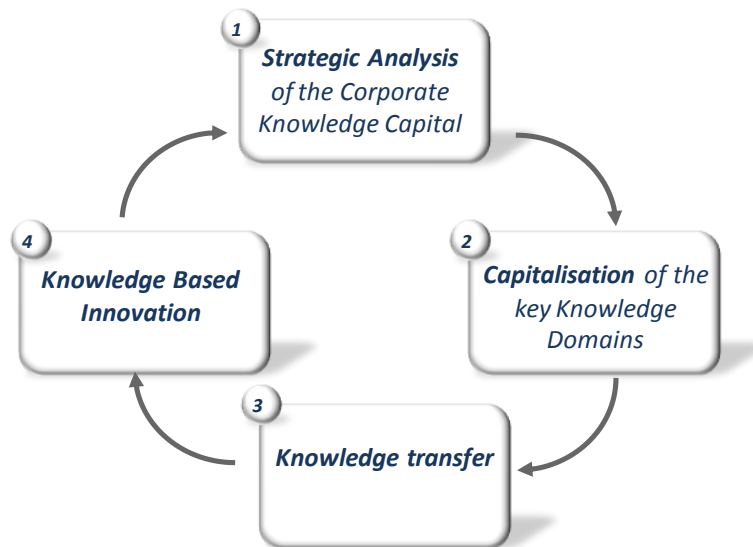 1
Strategic Analysis
of the Corporate
Knowledge Capital
2
Capitalisation of the
key Knowledge
Domains
3
Knowledge transfer
4
Knowledge Based
Innovation